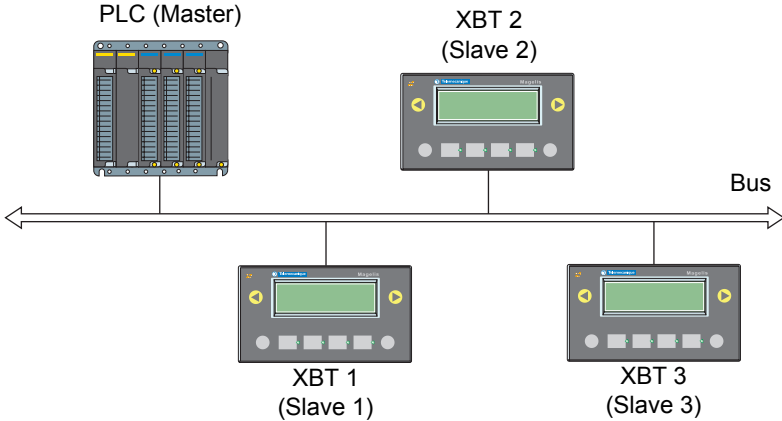 PLC (Master)
XBT 2
(Slave 2)
Telemecanique Magelis
Bus
Telemecanique Magelis
Telemecanique Magelis
XBT 1
(Slave 1)
XBT 3
(Slave 3)